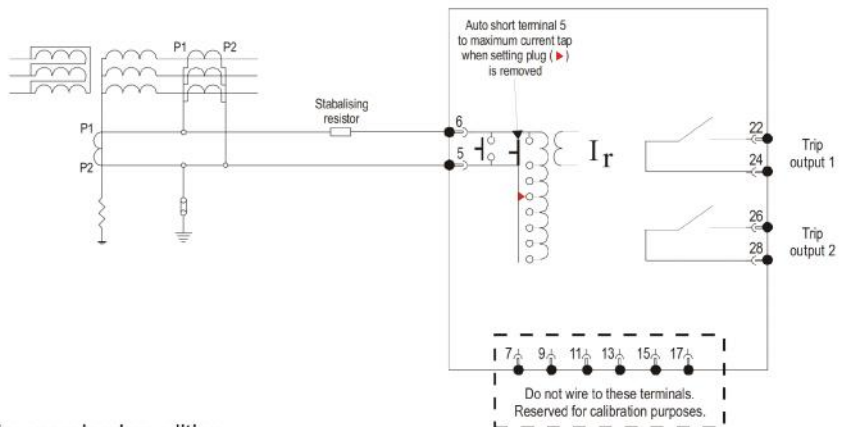 Auto short terminal 5
to maximum current tap
when setting plug ( ▶ )
is removed
P1 P2
Stabalising
resistor
P1
P2
6
5
Ir
22
24
Trip
output 1
26
28
Trip
output 2
7 9 11 13 15 17
Do not wire to these terminals.
Reserved for calibration purposes.